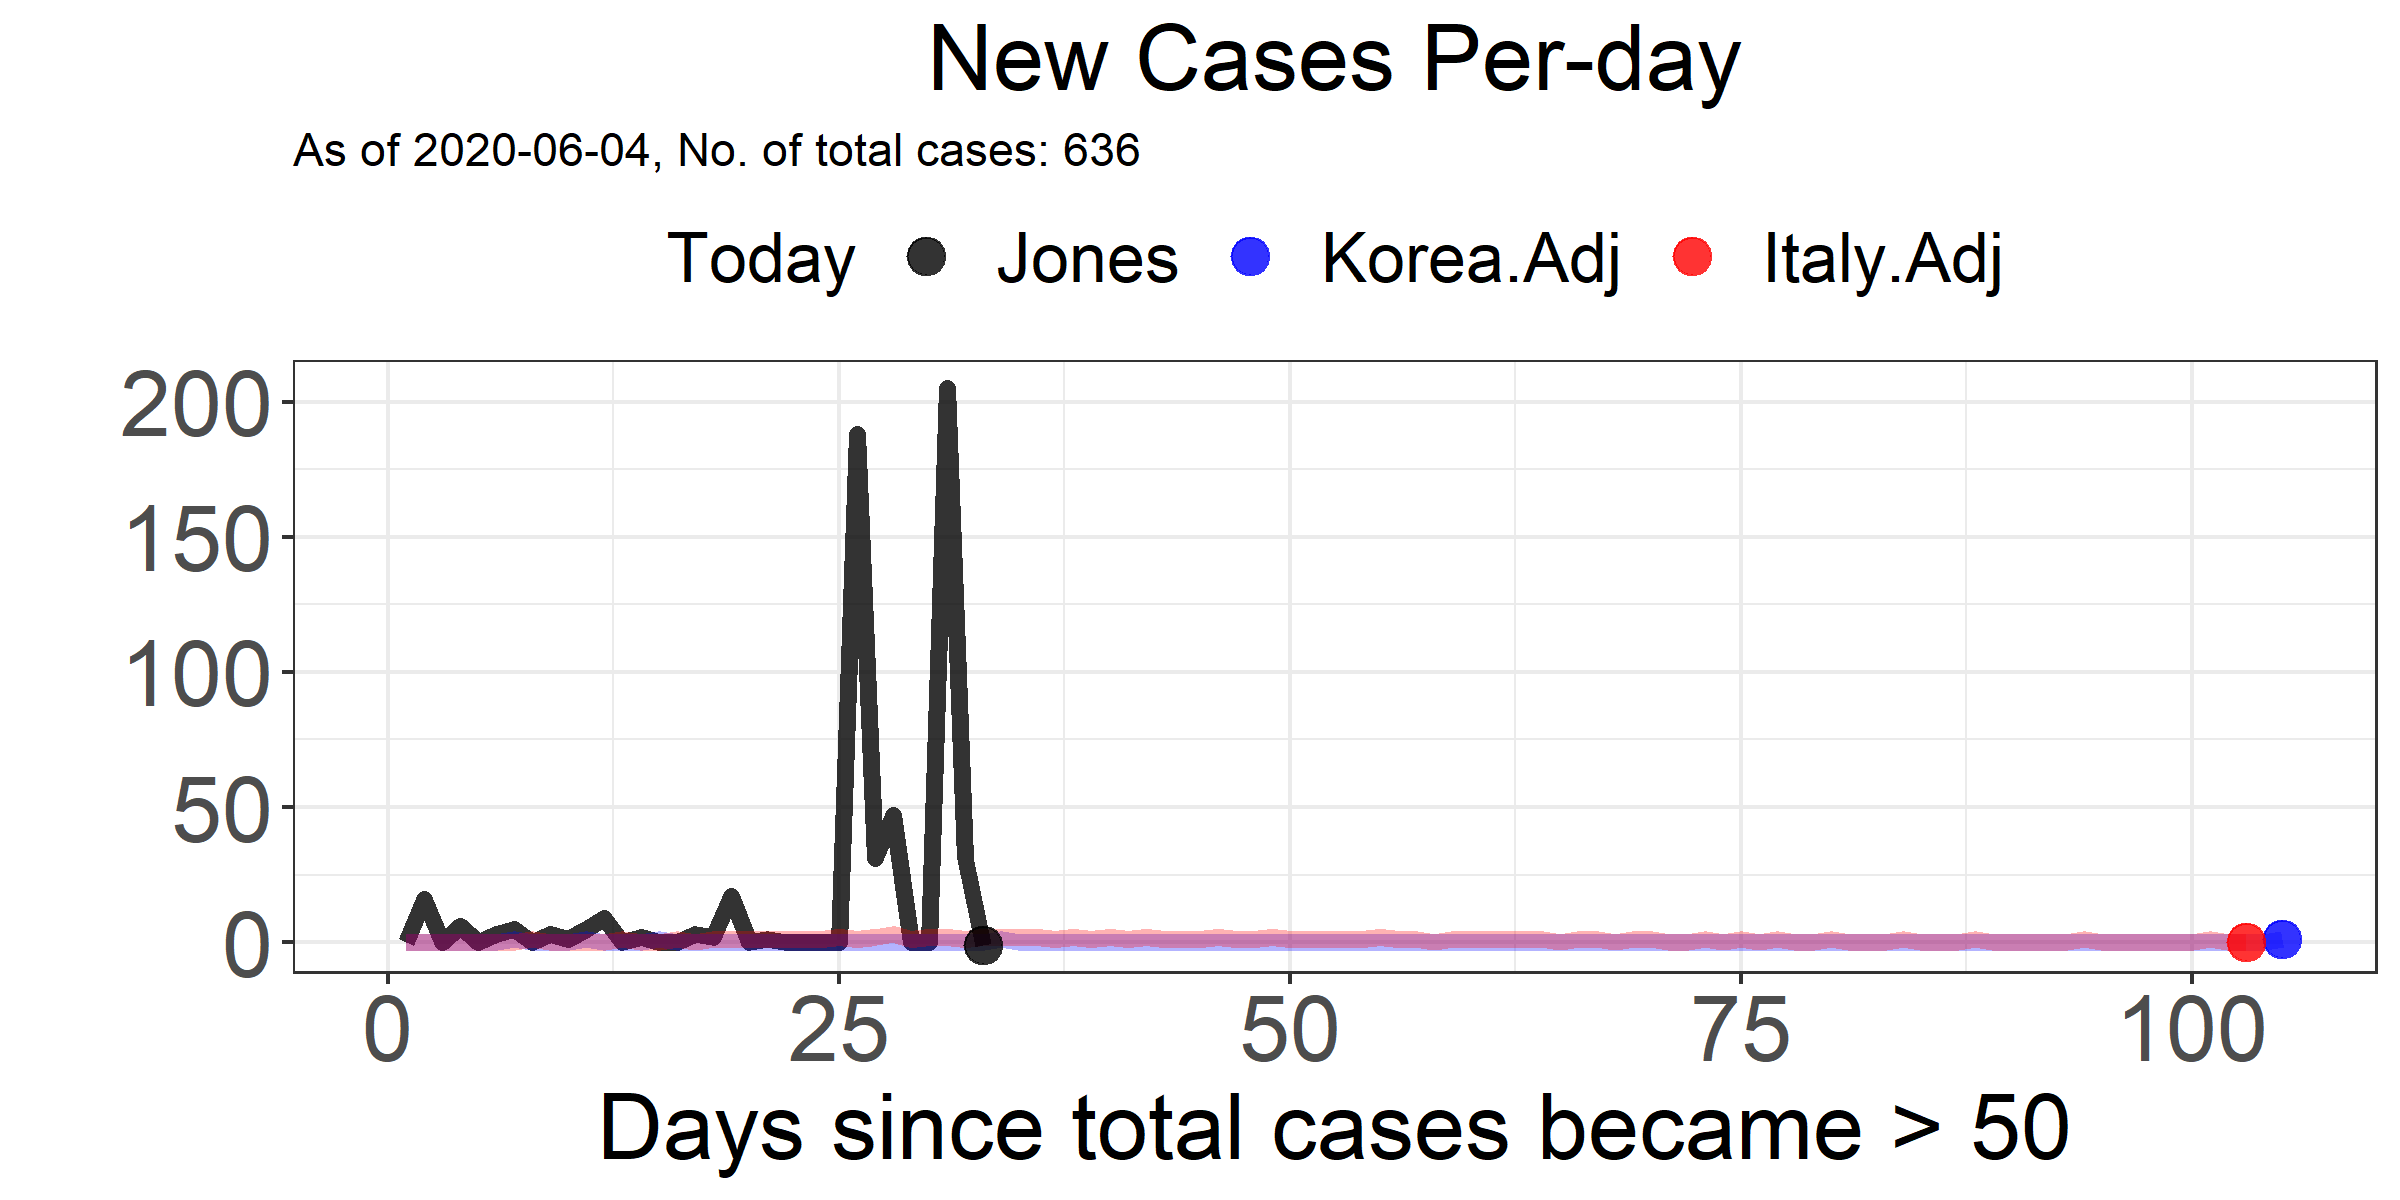 New Cases Per-day
As of 2020-06-04, No. of total cases: 636
Today Jones Korea.Adj Italy.Adj
200
150
100
50
0
0 25 50 75 100
Days since total cases became > 50